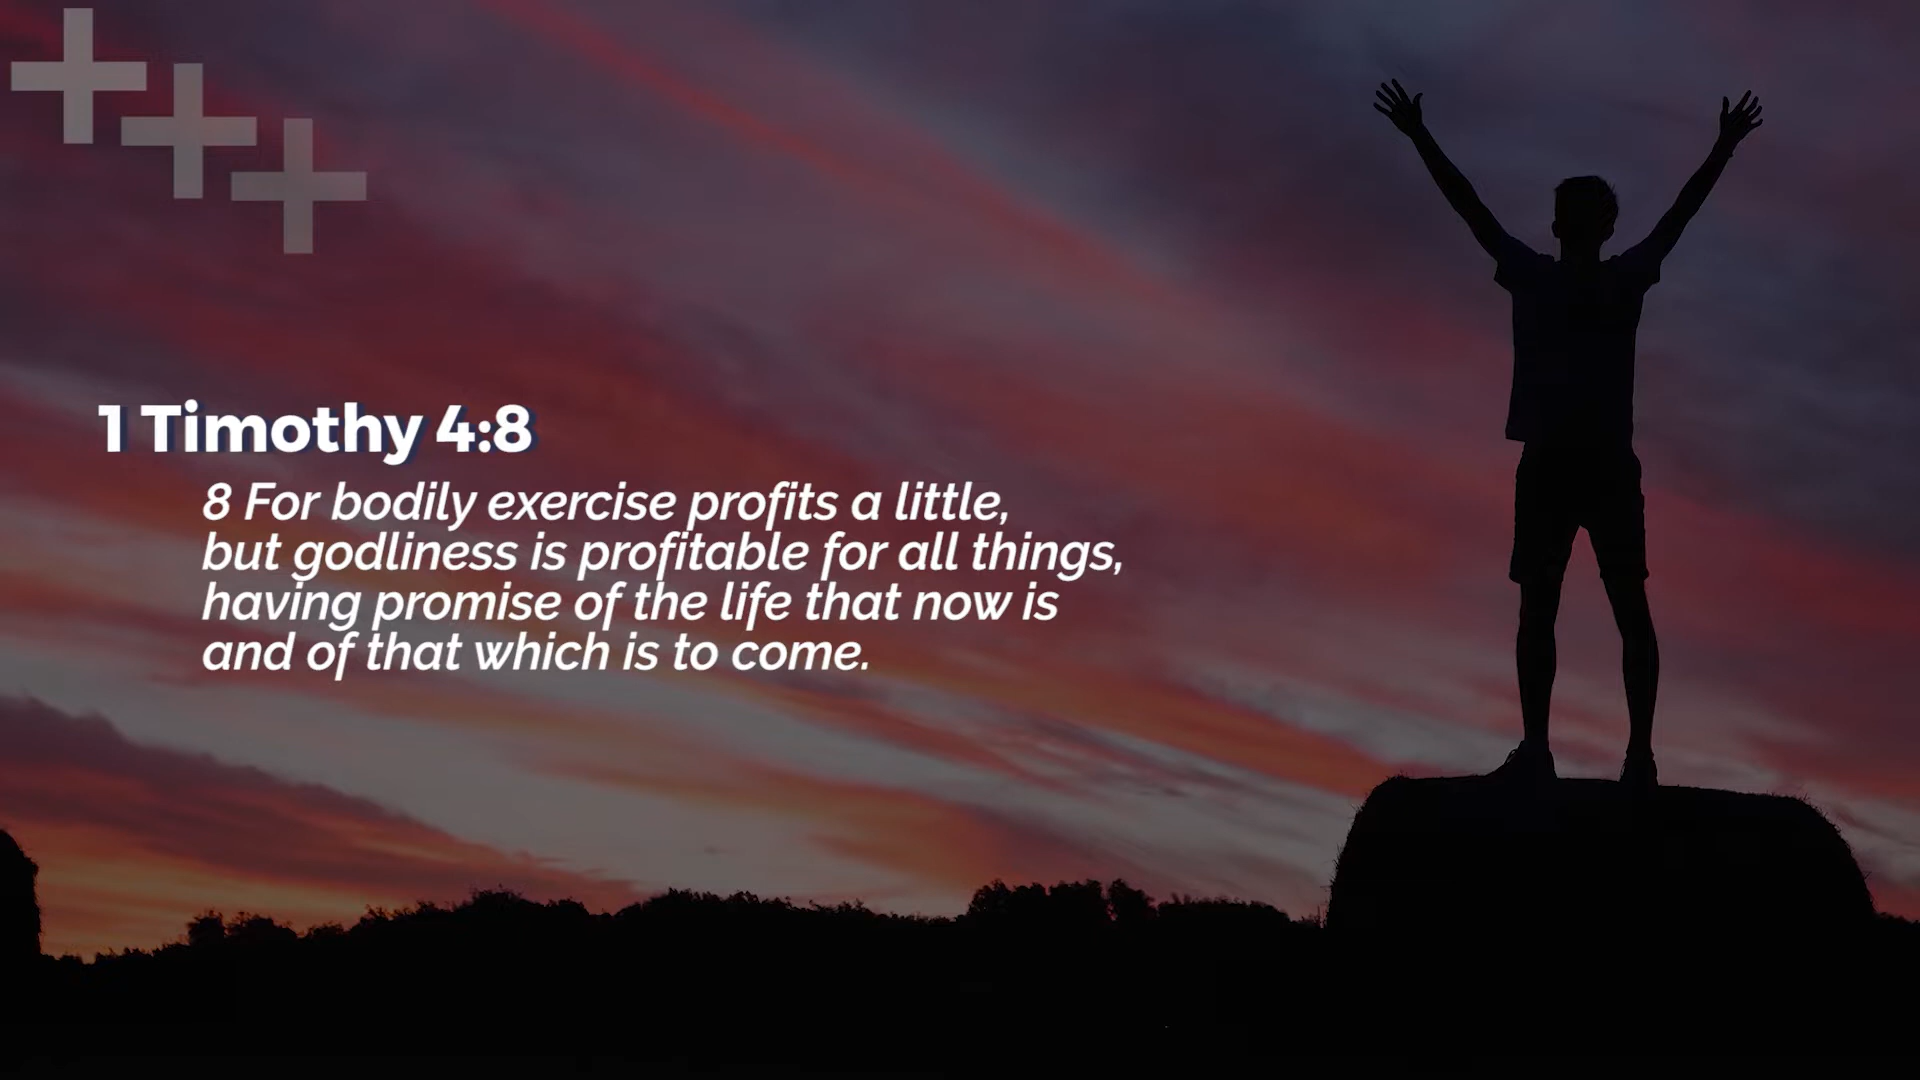 1 Timothy 4:8
8 For bodily exercise profits a little,
but godliness is profitable for all things,
having promise of the life that now is
and of that which is to come.